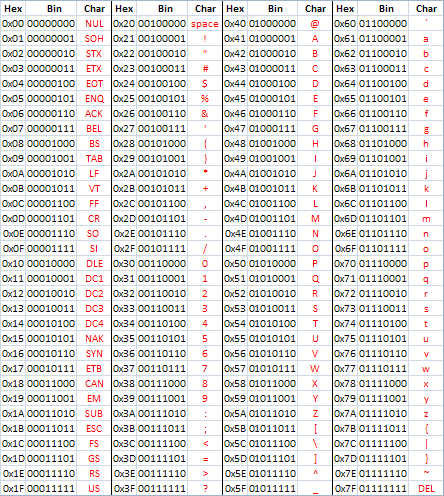 Hex Bin Char Hex Bin Char Hex Bin Char Hex Bin Char
0x00 00000000 NUL 0x20 00100000 space 0x40 01000000 @ 0x60 01100000 `
0x01 00000001 SOH 0x21 00100001 ! 0x41 01000001 A 0x61 01100001 a
0x02 00000010 STX 0x22 00100010 " 0x42 01000010 B 0x62 01100010 b
0x03 00000011 ETX 0x23 00100011 # 0x43 01000011 C 0x63 01100011 c
0x04 00000100 EOT 0x24 00100100 $ 0x44 01000100 D 0x64 01100100 d
0x05 00000101 ENQ 0x25 00100101 % 0x45 01000101 E 0x65 01100101 e
0x06 00000110 ACK 0x26 00100110 & 0x46 01000110 F 0x66 01100110 f
0x07 00000111 BEL 0x27 00100111 ' 0x47 01000111 G 0x67 01100111 g
0x08 00001000 BS 0x28 00101000 ( 0x48 01001000 H 0x68 01101000 h
0x09 00001001 TAB 0x29 00101001 ) 0x49 01001001 I 0x69 01101001 i
0x0A 00001010 LF 0x2A 00101010 * 0x4A 01001010 J 0x6A 01101010 j
0x0B 00001011 VT 0x2B 00101011 + 0x4B 01001011 K 0x6B 01101011 k
0x0C 00001100 FF 0x2C 00101100 , 0x4C 01001100 L 0x6C 01101100 l
0x0D 00001101 CR 0x2D 00101101 - 0x4D 01001101 M 0x6D 01101101 m
0x0E 00001110 SO 0x2E 00101110 . 0x4E 01001110 N 0x6E 01101110 n
0x0F 00001111 SI 0x2F 00101111 / 0x4F 01001111 O 0x6F 01101111 o
0x10 00010000 DLE 0x30 00110000 0 0x50 01010000 P 0x70 01110000 p
0x11 00010001 DC1 0x31 00110001 1 0x51 01010001 Q 0x71 01110001 q
0x12 00010010 DC2 0x32 00110010 2 0x52 01010010 R 0x72 01110010 r
0x13 00010011 DC3 0x33 00110011 3 0x53 01010011 S 0x73 01110011 s
0x14 00010100 DC4 0x34 00110100 4 0x54 01010100 T 0x74 01110100 t
0x15 00010101 NAK 0x35 00110101 5 0x55 01010101 U 0x75 01110101 u
0x16 00010110 SYN 0x36 00110110 6 0x56 01010110 V 0x76 01110110 v
0x17 00010111 ETB 0x37 00110111 7 0x57 01010111 W 0x77 01110111 w
0x18 00011000 CAN 0x38 00111000 8 0x58 01011000 X 0x78 01111000 x
0x19 00011001 EM 0x39 00111001 9 0x59 01011001 Y 0x79 01111001 y
0x1A 00011010 SUB 0x3A 00111010 : 0x5A 01011010 Z 0x7A 01111010 z
0x1B 00011011 ESC 0x3B 00111011 ; 0x5B 01011011 [ 0x7B 01111011 {
0x1C 00011100 FS 0x3C 00111100 < 0x5C 01011100 \ 0x7C 01111100 |
0x1D 00011101 GS 0x3D 00111101 = 0x5D 01011101 ] 0x7D 01111101 }
0x1E 00011110 RS 0x3E 00111110 > 0x5E 01011110 ^ 0x7E 01111110 ~
0x1F 00011111 US 0x3F 00111111 ? 0x5F 01011111 _ 0x7F 01111111 DEL